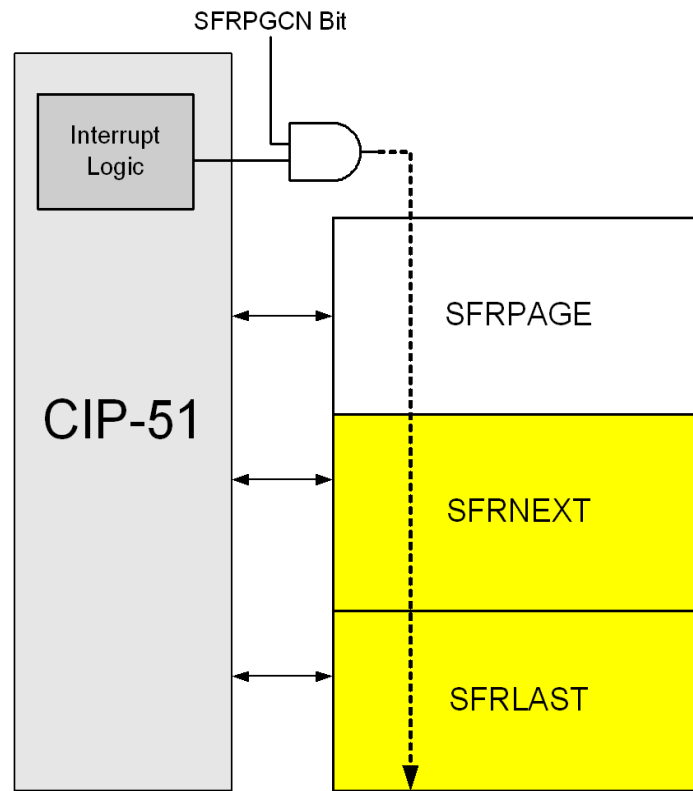 SFRPGCN Bit
Interrupt
Logic
CIP-51
SFRPAGE
SFRNEXT
SFRLAST